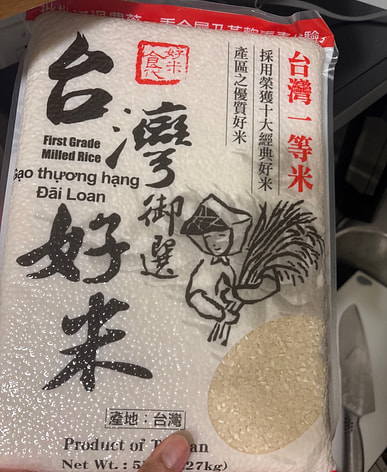 台灣一等米
採用榮獲十大經典好米
產區之優質好米
好米
食代
台灣御選好米
First Grade
Milled Rice
Gạo thượng hạng
Đài Loan
產地:台灣
Product of
Net Wt.: